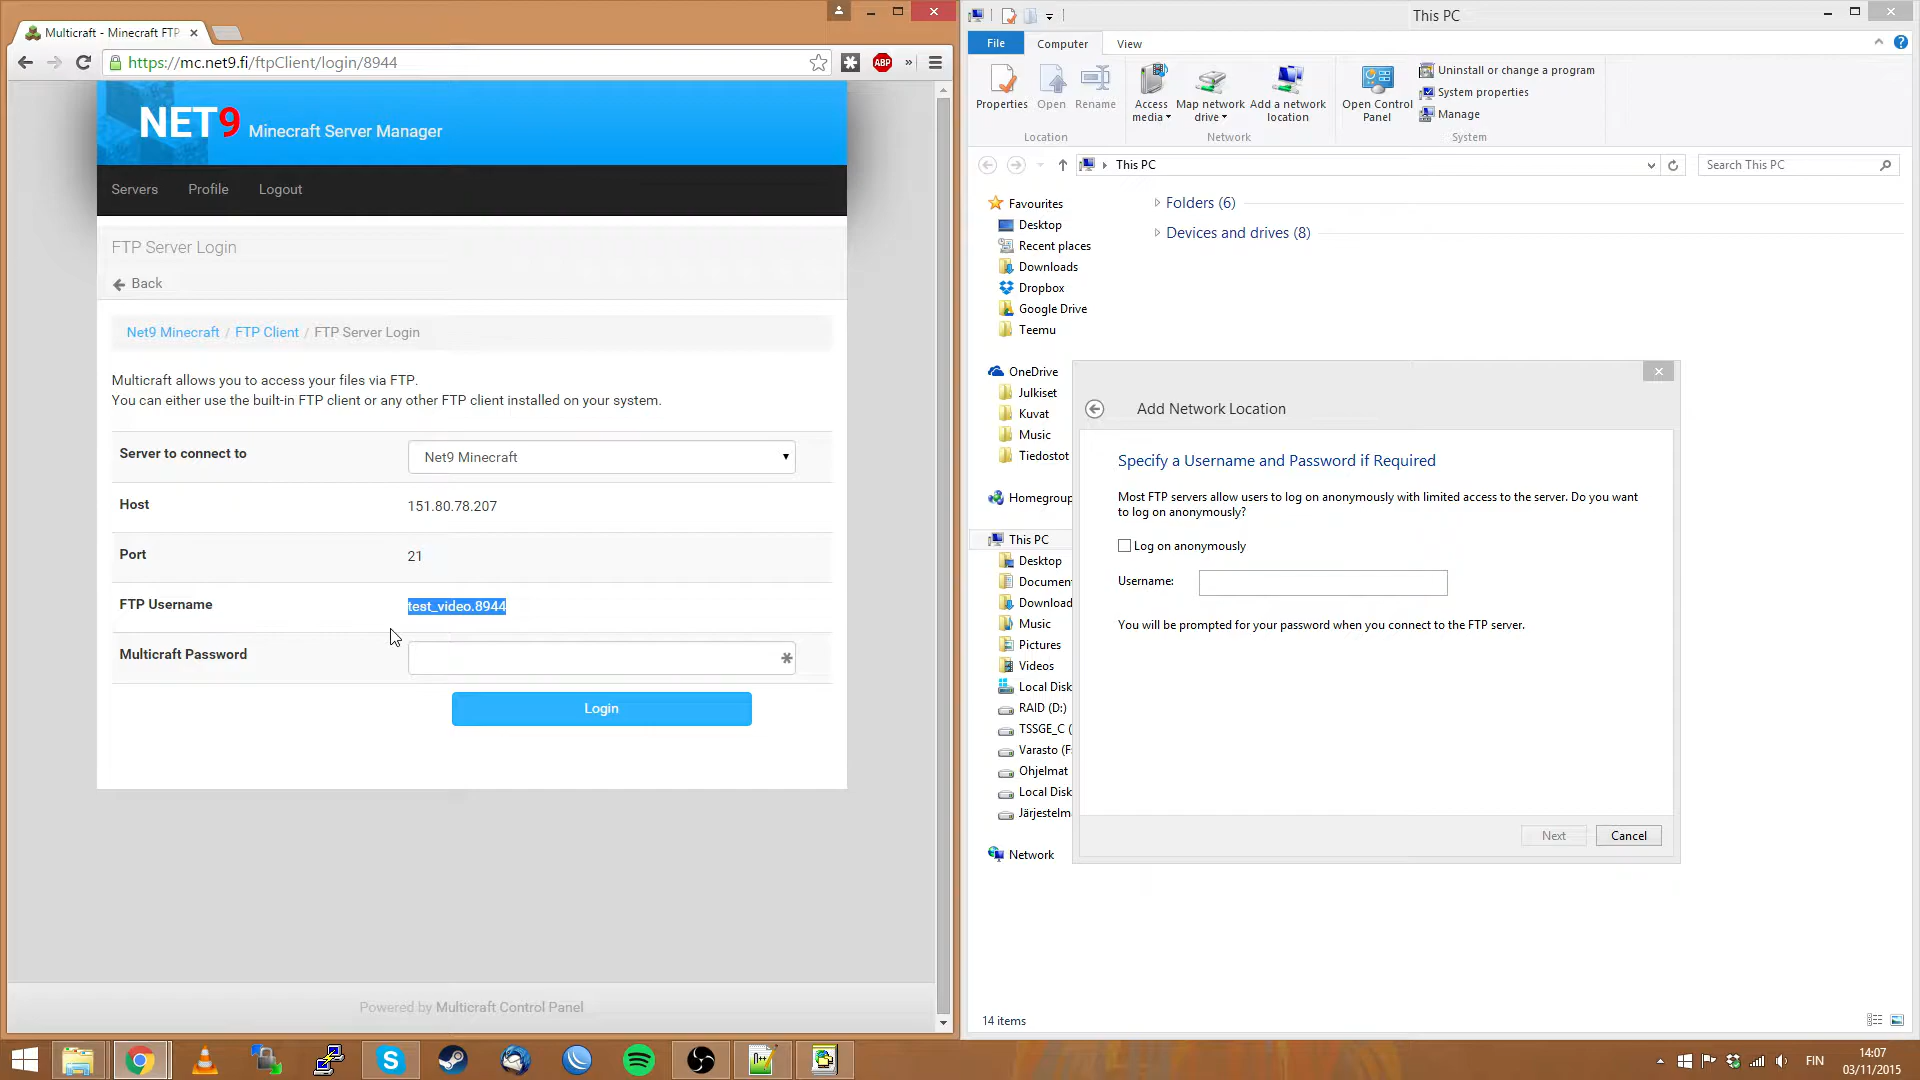 Multicraft - Minecraft FTP
https://mc.net9.fi/ftpClient/login/8944
ABP
»
NET9 Minecraft Server Manager
Servers Profile Logout
FTP Server Login
Back
Net9 Minecraft / FTP Client / FTP Server Login
Multicraft allows you to access your files via FTP.
You can either use the built-in FTP client or any other FTP client installed on your system.
Server to connect to Net9 Minecraft
Host 151.80.78.207
Port 21
FTP Username test_video.8944
Multicraft Password
Login
Powered by Multicraft Control Panel
This PC
File Computer View
Properties Open Rename
Location
Access media
Map network drive
Add a network location
Network
Open Control Panel
Uninstall or change a program
System properties
Manage
System
This PC
Search This PC
Favourites
Desktop
Recent places
Downloads
Dropbox
Google Drive
Teemu
OneDrive
Julkiset
Kuvat
Music
Tiedostot
Homegroup
This PC
Desktop
Documen
Download
Music
Pictures
Videos
Local Disk
RAID (D:)
TSSGE_C (
Varasto (F
Ohjelmat
Local Disk
Järjestelm
Network
Folders (6)
Devices and drives (8)
Add Network Location
Specify a Username and Password if Required
Most FTP servers allow users to log on anonymously with limited access to the server. Do you want
to log on anonymously?
Log on anonymously
Username:
You will be prompted for your password when you connect to the FTP server.
Next Cancel
14 items
FIN
14:07
03/11/2015